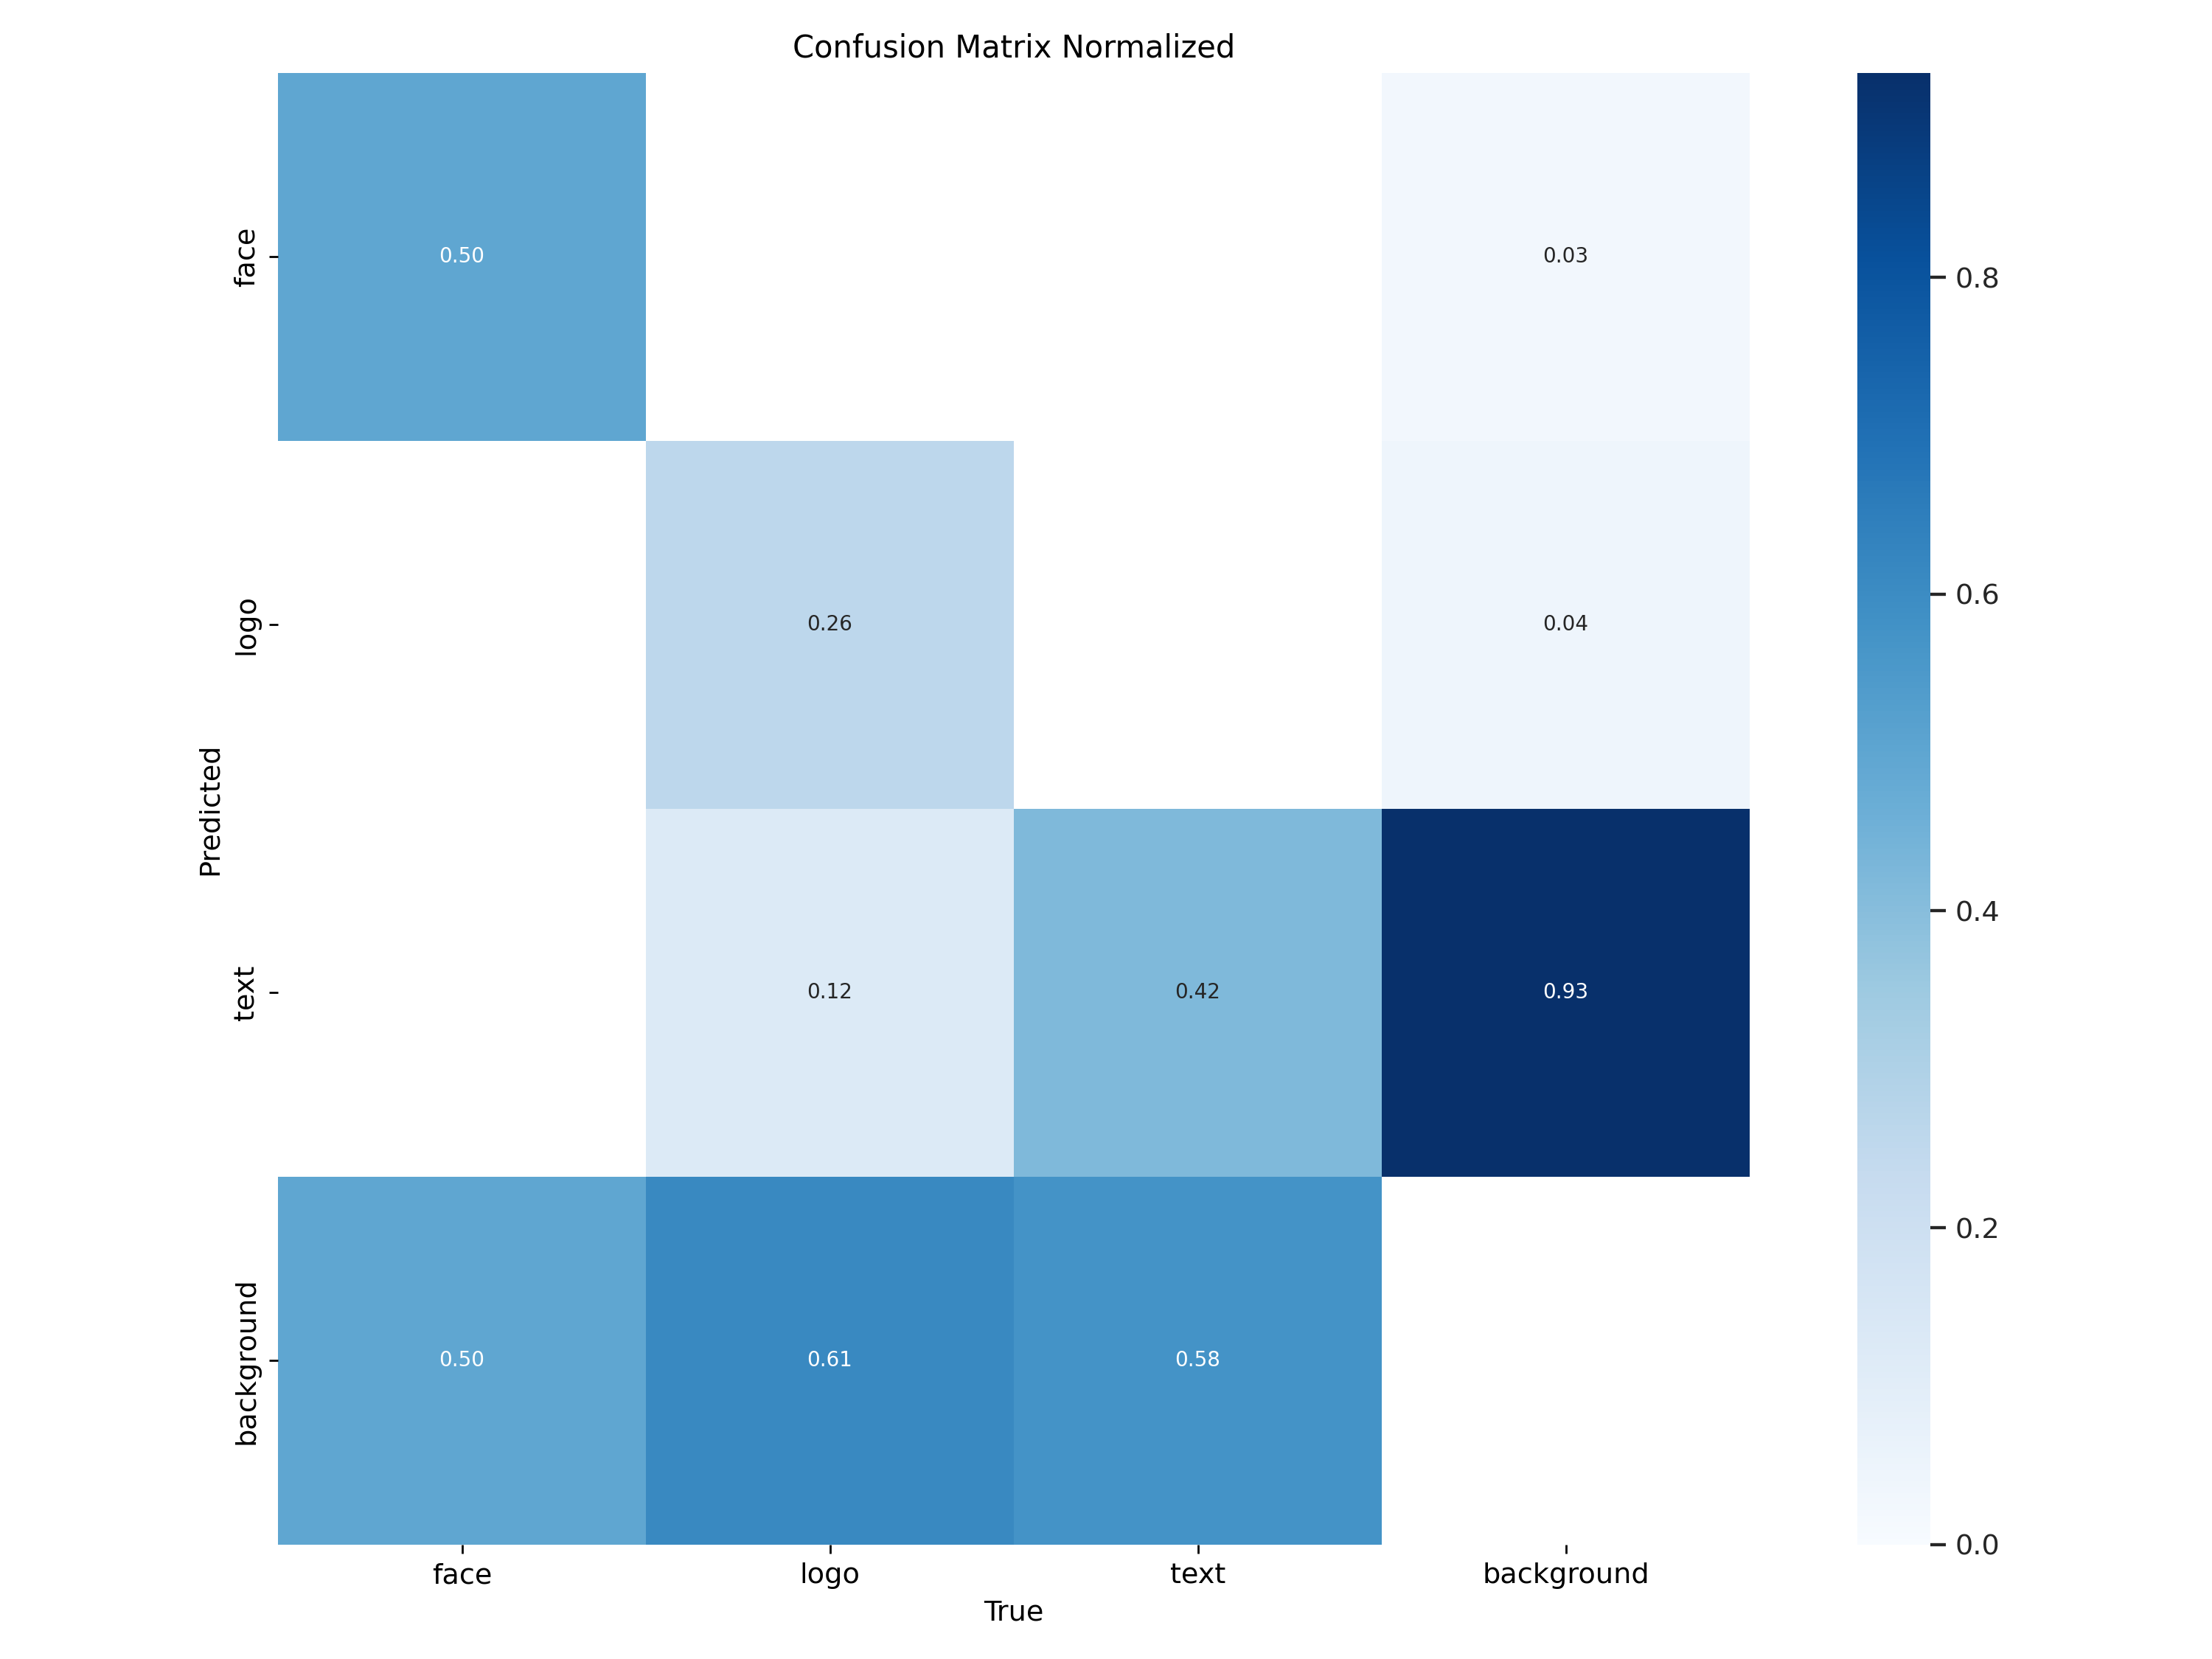 Confusion Matrix Normalized
face
0.50
0.03
0.8
logo
0.26
0.04
0.6
Predicted
text
0.12
0.42
0.93
0.4
background
0.50
0.61
0.58
0.2
0.0
face
logo
text
background
True